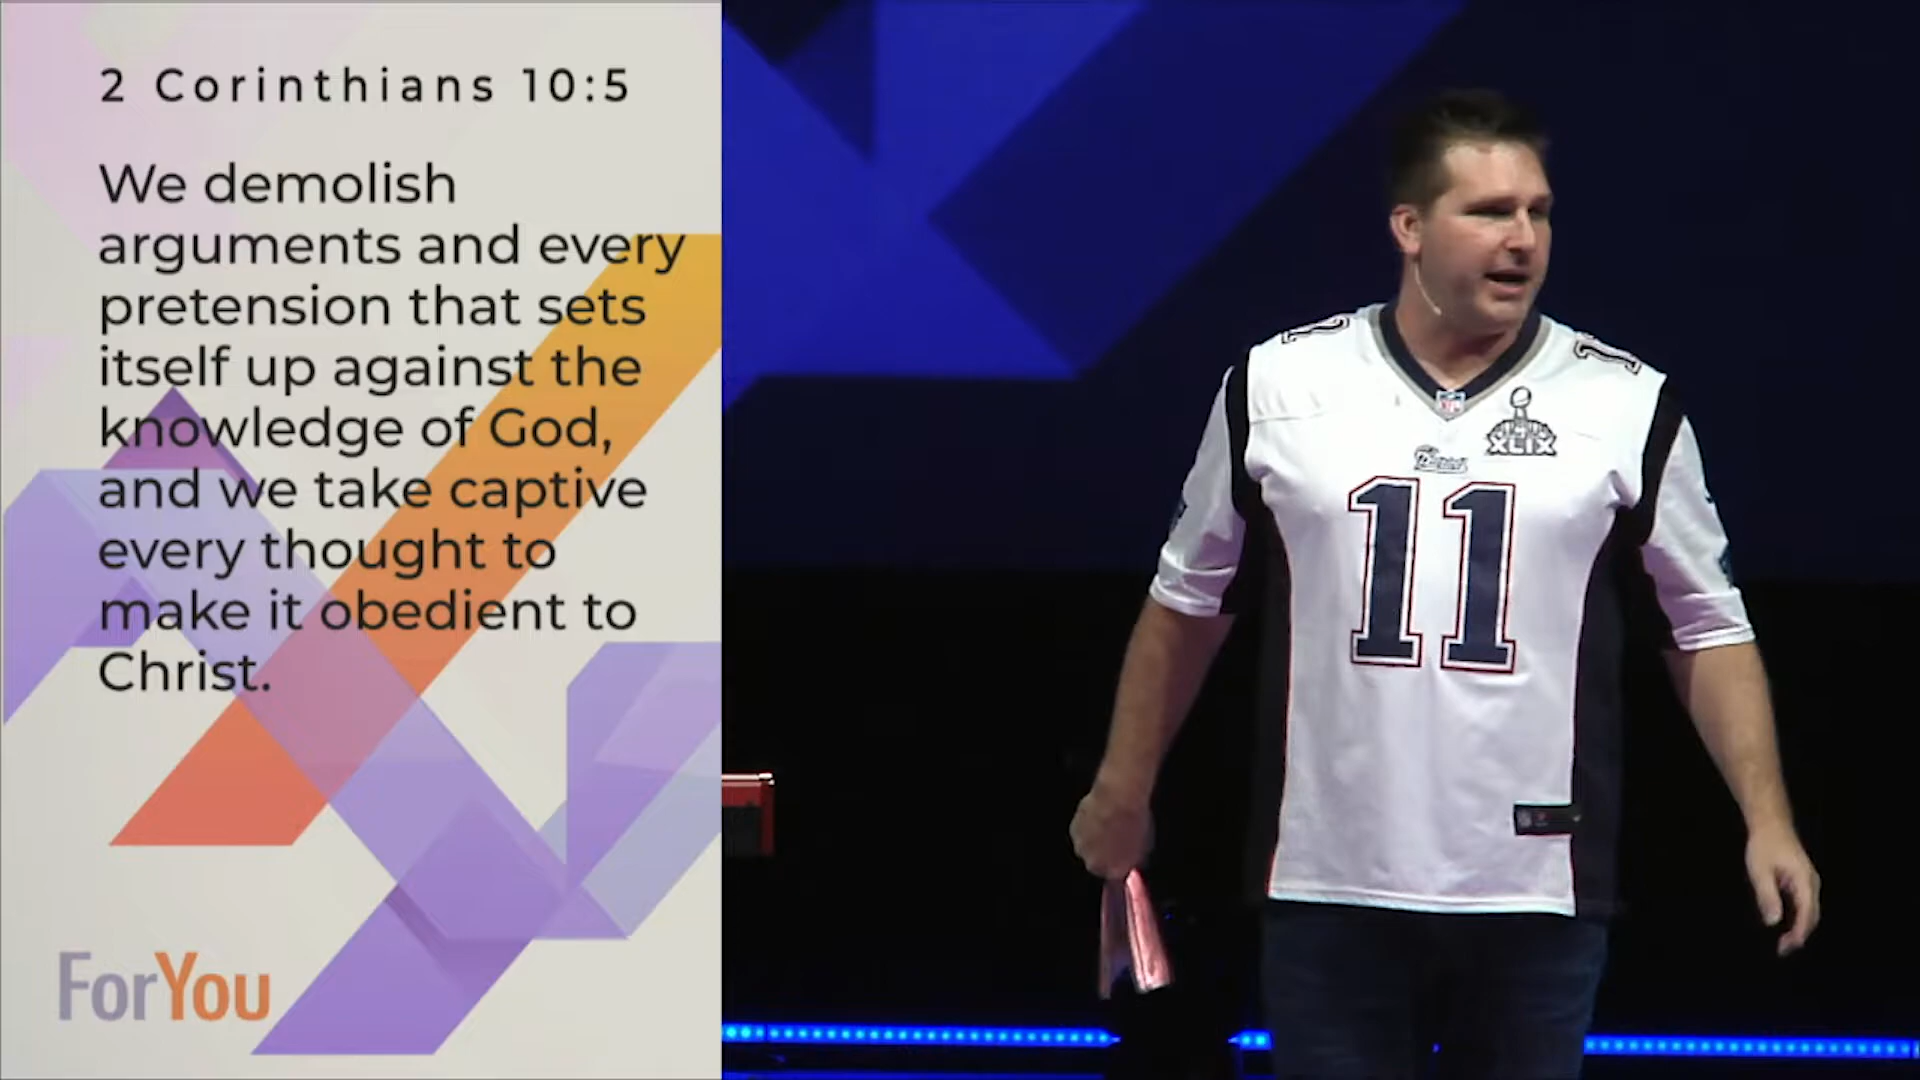 2 Corinthians 10:5
We demolish
arguments and every
pretension that sets
itself up against the
knowledge of God,
and we take captive
every thought to
make it obedient to
Christ.
ForYou
XLIX
Patriots
11